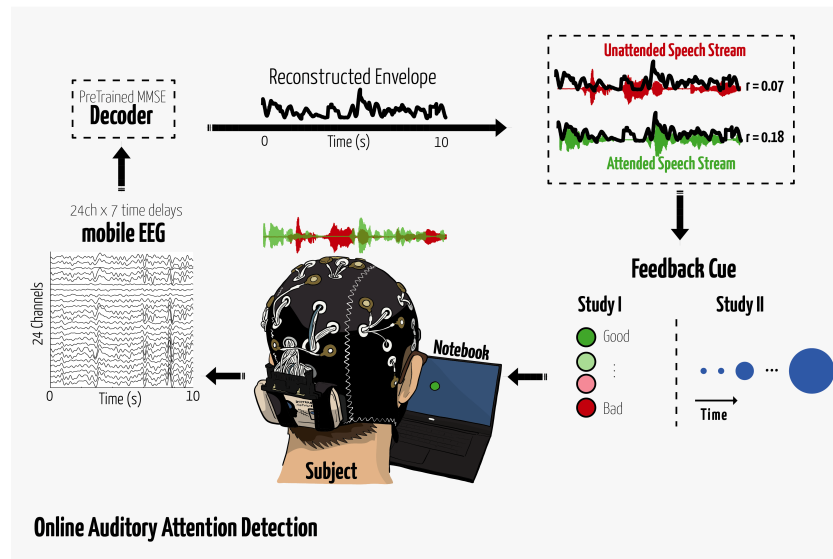 Unattended Speech Stream
r = 0.07
r = 0.18
Attended Speech Stream
PreTrained MMSE
Decoder
Reconstructed Envelope
0
Time (s)
10
24ch x 7 time delays
mobile EEG
24 Channels
0
Time (s)
10
Feedback Cue
Study I
Good
⋮
Bad
Study II
...
Time
Notebook
Subject
Online Auditory Attention Detection